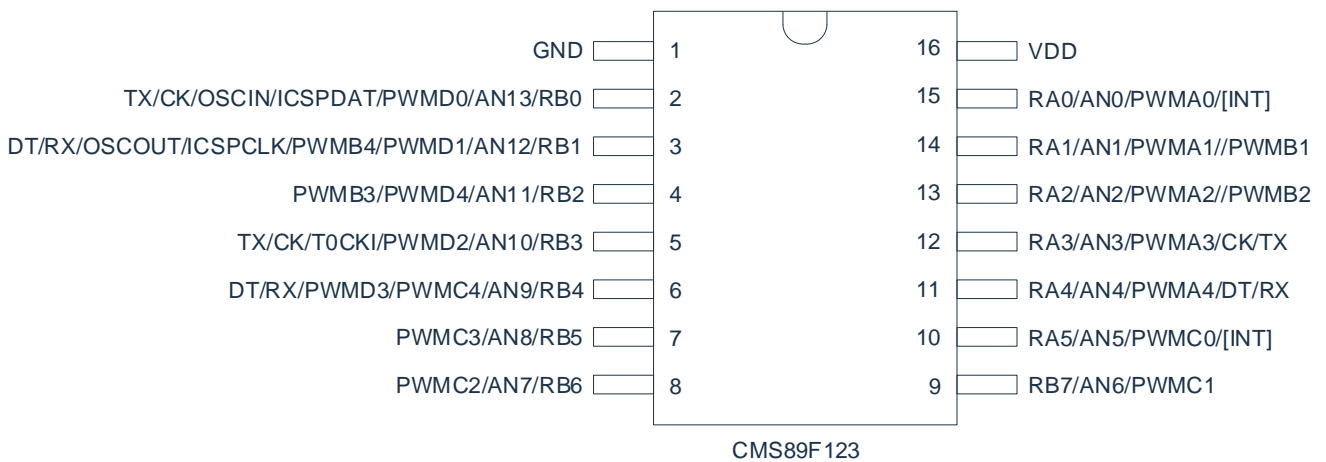 GND 1 16 VDD
TX/CK/OSCIN/ICSPDAT/PWMD0/AN13/RB0 2 15 RA0/AN0/PWMA0/[INT]
DT/RX/OSCOUT/ICSPCLK/PWMB4/PWMD1/AN12/RB1 3 14 RA1/AN1/PWMA1//PWMB1
PWMB3/PWMD4/AN11/RB2 4 13 RA2/AN2/PWMA2//PWMB2
TX/CK/T0CKI/PWMD2/AN10/RB3 5 12 RA3/AN3/PWMA3/CK/TX
DT/RX/PWMD3/PWMC4/AN9/RB4 6 11 RA4/AN4/PWMA4/DT/RX
PWMC3/AN8/RB5 7 10 RA5/AN5/PWMC0/[INT]
PWMC2/AN7/RB6 8 9 RB7/AN6/PWMC1
CMS89F123